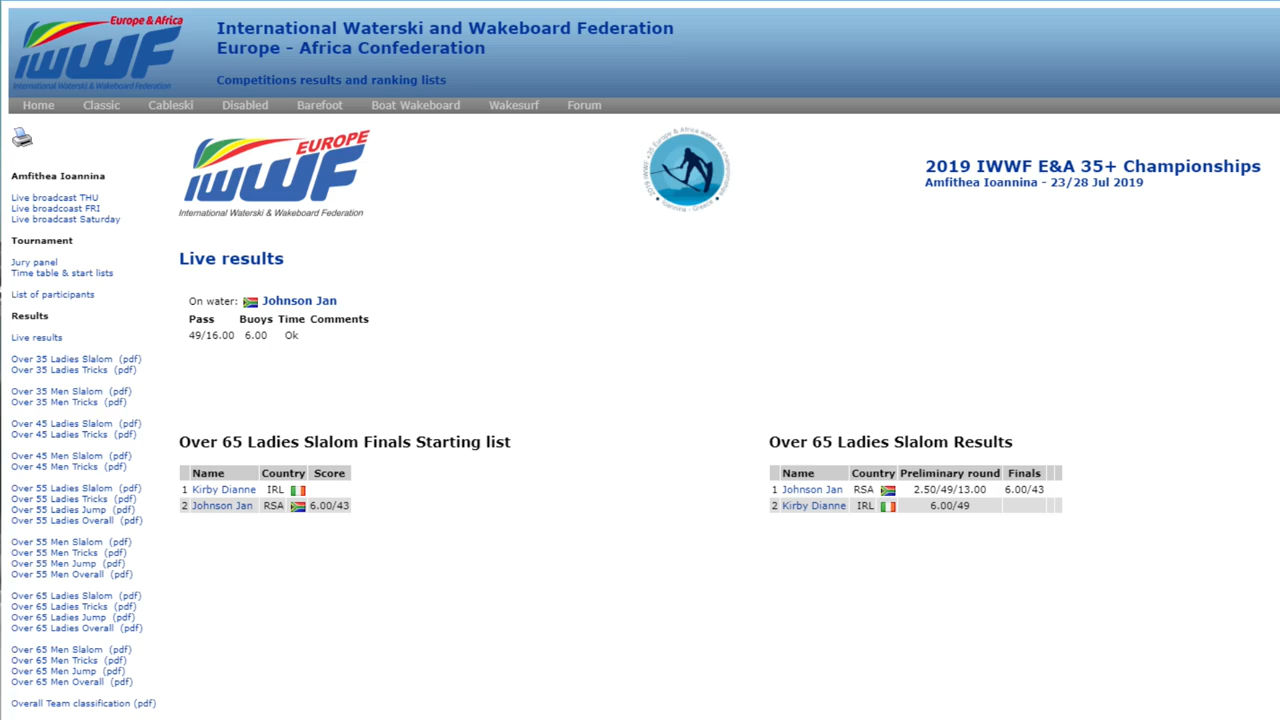 Europe & Africa
IWWF
International Waterski & Wakeboard Federation
International Waterski and Wakeboard Federation
Europe - Africa Confederation
Competitions results and ranking lists
Home Classic Cableski Disabled Barefoot Boat Wakeboard Wakesurf Forum
Amfithea Ioannina
Live broadcast THU
Live broadcoast FRI
Live broadcast Saturday
Tournament
Jury panel
Time table & start lists
List of participants
Results
Live results
Over 35 Ladies Slalom (pdf)
Over 35 Ladies Tricks (pdf)
Over 35 Men Slalom (pdf)
Over 35 Men Tricks (pdf)
Over 45 Ladies Slalom (pdf)
Over 45 Ladies Tricks (pdf)
Over 45 Men Slalom (pdf)
Over 45 Men Tricks (pdf)
Over 55 Ladies Slalom (pdf)
Over 55 Ladies Tricks (pdf)
Over 55 Ladies Jump (pdf)
Over 55 Ladies Overall (pdf)
Over 55 Men Slalom (pdf)
Over 55 Men Tricks (pdf)
Over 55 Men Jump (pdf)
Over 55 Men Overall (pdf)
Over 65 Ladies Slalom (pdf)
Over 65 Ladies Tricks (pdf)
Over 65 Ladies Jump (pdf)
Over 65 Ladies Overall (pdf)
Over 65 Men Slalom (pdf)
Over 65 Men Tricks (pdf)
Over 65 Men Jump (pdf)
Over 65 Men Overall (pdf)
Overall Team classification (pdf)
EUROPE
IWWF
International Waterski & Wakeboard Federation
2019 IWWF +35 Europe & Africa water ski championships
Ioannina - Greece
2019 IWWF E&A 35+ Championships
Amfithea Ioannina - 23/28 Jul 2019
Live results
On water: Johnson Jan
Pass Buoys Time Comments
49/16.00 6.00 Ok
Over 65 Ladies Slalom Finals Starting list
Name Country Score
1 Kirby Dianne IRL
2 Johnson Jan RSA 6.00/43
Over 65 Ladies Slalom Results
Name Country Preliminary round Finals
1 Johnson Jan RSA 2.50/49/13.00 6.00/43
2 Kirby Dianne IRL 6.00/49